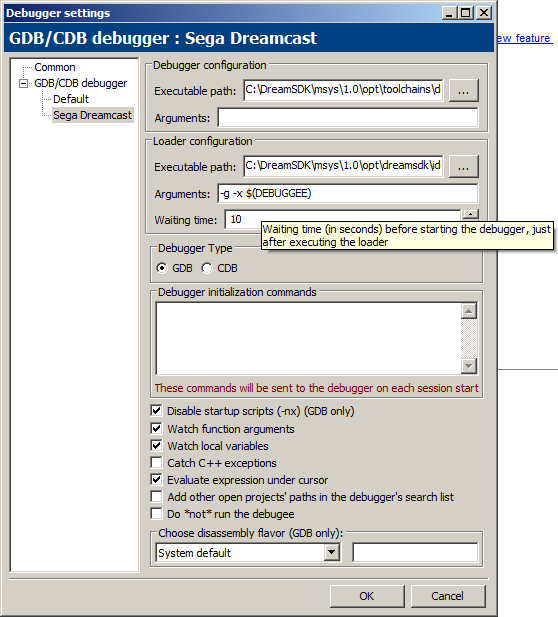 Debugger settings
GDB/CDB debugger : Sega Dreamcast
ew feature
Common
GDB/CDB debugger
Default
Sega Dreamcast
Debugger configuration
Executable path: C:\DreamSDK\msys\1.0\opt\toolchains\d ...
Arguments:
Loader configuration
Executable path: C:\DreamSDK\msys\1.0\opt\dreamsdk\id ...
Arguments: -g -x $(DEBUGGEE)
Waiting time: 10
Waiting time (in seconds) before starting the debugger, just
after executing the loader
Debugger Type
GDB CDB
Debugger initialization commands
These commands will be sent to the debugger on each session start
Disable startup scripts (-nx) (GDB only)
Watch function arguments
Watch local variables
Catch C++ exceptions
Evaluate expression under cursor
Add other open projects' paths in the debugger's search list
Do *not* run the debugee
Choose disassembly flavor (GDB only):
System default
OK Cancel